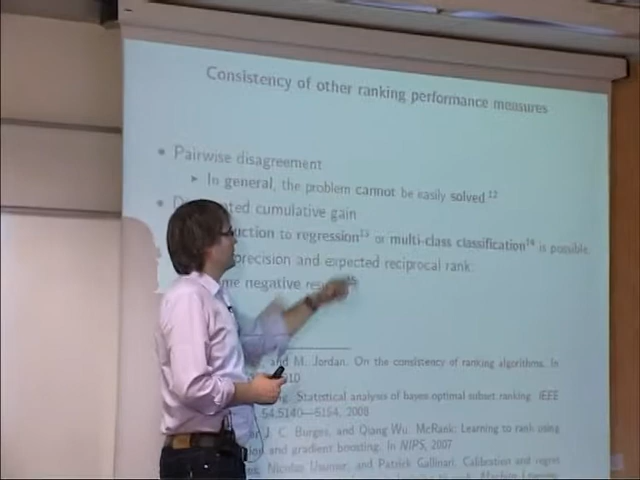 Consistency of other ranking performance measures
• Pairwise disagreement
▸ In general, the problem cannot be easily solved.12
• cumulative gain
to regression13 or multi-class classification14 is possible.
precision and expected reciprocal rank
negative
and M. Jordan. On the consistency of ranking algorithms. In
Statistical analysis of bayes optimal subset ranking. IEEE
54:5140—5154, 2008
J. C. Burges, and Qiang Wu. McRank: Learning to rank using
and gradient boosting. In NIPS, 2007
Nicolas Usunier, and Patrick Gallinari. Calibration and regret